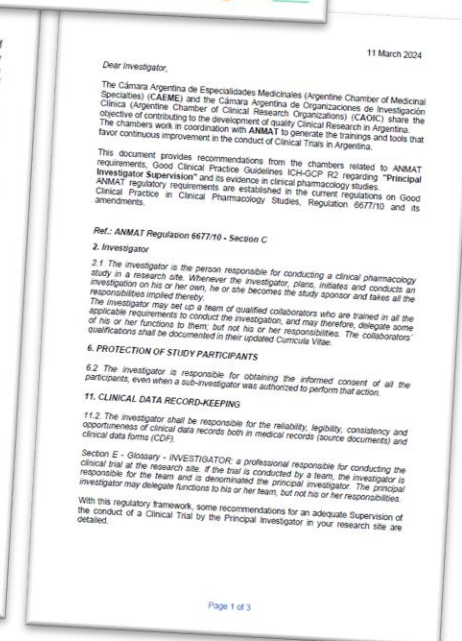 11 March 2024
Dear Investigator,
The Cámara Argentina de Especialidades Medicinales (Argentine Chamber of Medicinal
Specialties) (CAEME) and the Cámara Argentina de Organizaciones de Investigación
Clínica (Argentine Chamber of Clinical Research Organizations) (CAOIC) share the
objective of contributing to the development of quality Clinical Research in Argentina.
The chambers work in coordination with ANMAT to generate the trainings and tools that
favor continuous improvement in the conduct of Clinical Trials in Argentina.
This document provides recommendations from the chambers related to ANMAT
requirements, Good Clinical Practice Guidelines ICH-GCP R2 regarding "Principal
Investigator Supervision" and its evidence in clinical pharmacology studies.
ANMAT regulatory requirements are established in the current regulations on Good
Clinical Practice in Clinical Pharmacology Studies, Regulation 6677/10 and its
amendments.
Ref.: ANMAT Regulation 6677/10 - Section C
2. Investigator
2.1 The investigator is the person responsible for conducting a clinical pharmacology
study in a research site. Whenever the investigator, plans, initiates and conducts an
investigation on his or her own, he or she becomes the study sponsor and takes all the
responsibilities implied thereby.
The investigator may set up a team of qualified collaborators who are trained in all the
applicable requirements to conduct the investigation, and may therefore, delegate some
of his or her functions to them; but not his or her responsibilities. The collaborators'
qualifications shall be documented in their updated Curricula Vitae.
6. PROTECTION OF STUDY PARTICIPANTS
6.2 The investigator is responsible for obtaining the informed consent of all the
participants, even when a sub-investigator was authorized to perform that action.
11. CLINICAL DATA RECORD-KEEPING
11.2. The investigator shall be responsible for the reliability, legibility, consistency and
opportuneness of clinical data records both in medical records (source documents) and
clinical data forms (CDF).
Section E - Glossary - INVESTIGATOR: a professional responsible for conducting the
clinical trial at the research site. If the trial is conducted by a team, the investigator is
responsible for the team and is denominated the principal investigator. The principal
investigator may delegate functions to his or her team, but not his or her responsibilities.
With this regulatory framework, some recommendations for an adequate Supervision of
the conduct of a Clinical Trial by the Principal Investigator in your research site are
detailed.
Page 1 of 3